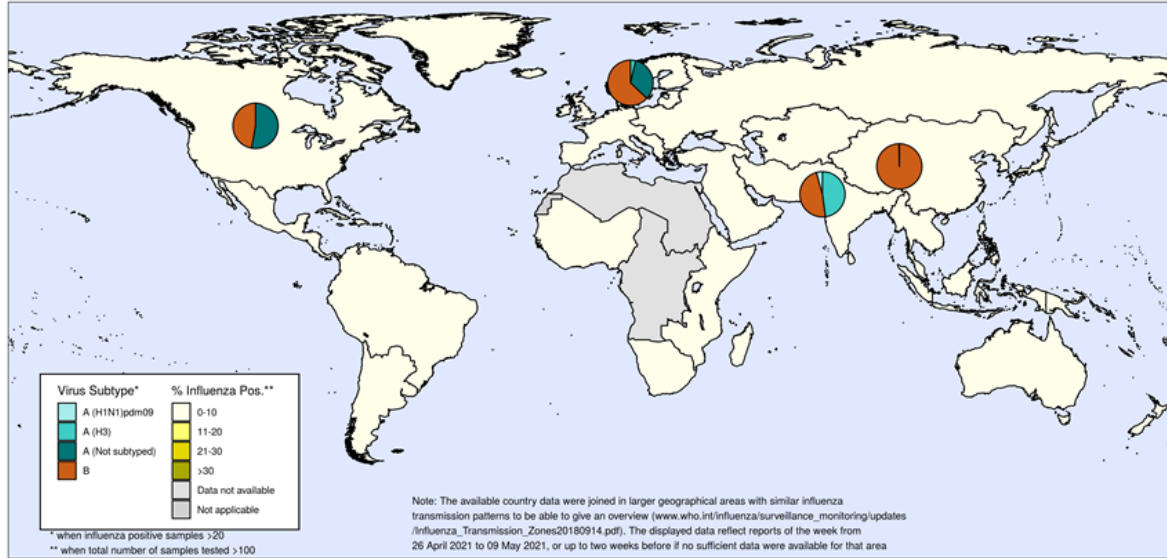 Virus Subtype*
A (H1N1)pdm09
A (H3)
A (Not subtyped)
B
% Influenza Pos.**
0-10
11-20
21-30
>30
Data not available
Not applicable
* when influenza positive samples >20
** when total number of samples tested >100
Note: The available country data were joined in larger geographical areas with similar influenza
transmission patterns to be able to give an overview (www.who.int/influenza/surveillance_monitoring/updates
/Influenza_Transmission_Zones20180914.pdf). The displayed data reflect reports of the week from
26 April 2021 to 09 May 2021, or up to two weeks before if no sufficient data were available for that area